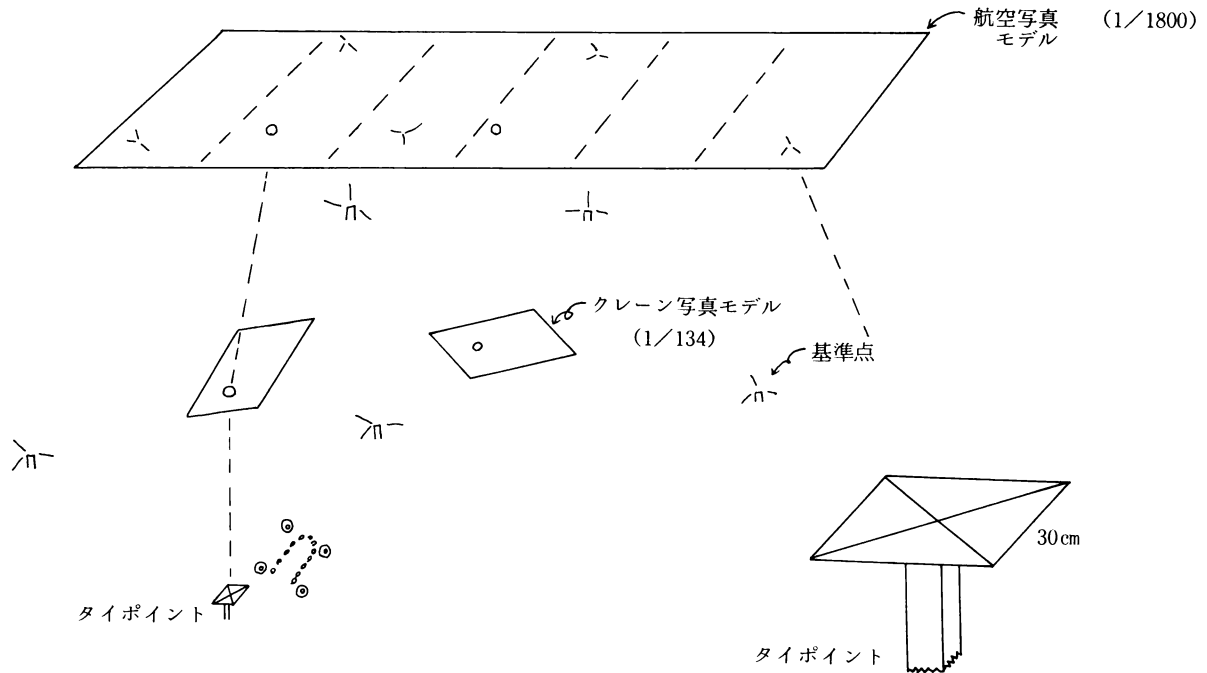 航空写真 (1/1800)
モデル
クレーン写真モデル
(1/134)
基準点
30cm
タイポイント
タイポイント